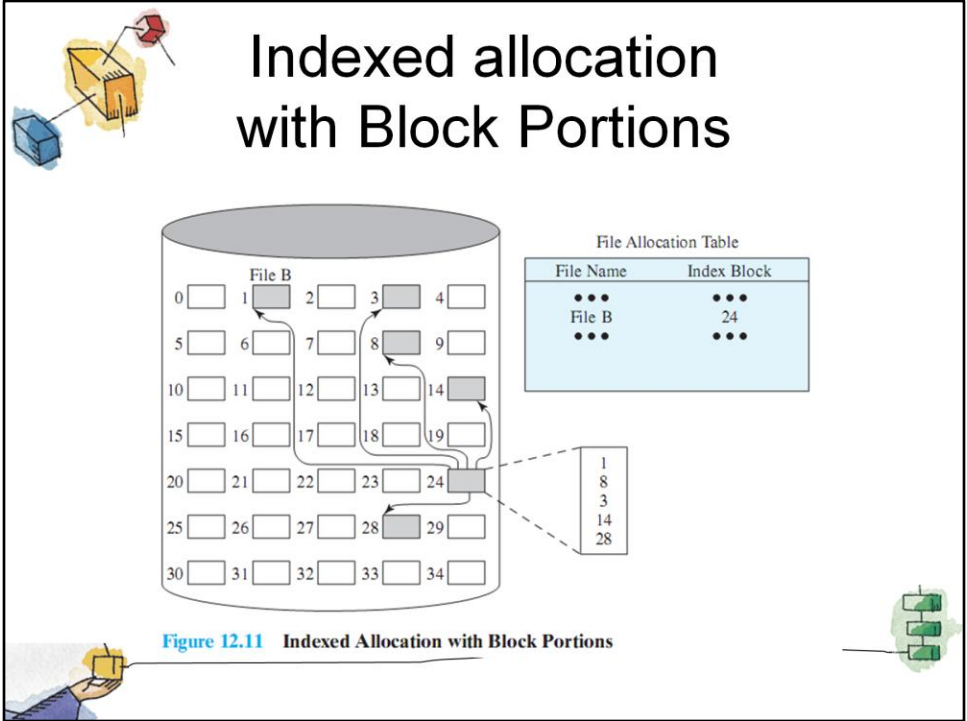 Indexed allocation
with Block Portions
File Allocation Table
File Name Index Block
••• •••
File B 24
••• •••
File B
0 1 2 3 4
5 6 7 8 9
10 11 12 13 14
15 16 17 18 19
20 21 22 23 24
25 26 27 28 29
30 31 32 33 34
1
8
3
14
28
Figure 12.11 Indexed Allocation with Block Portions